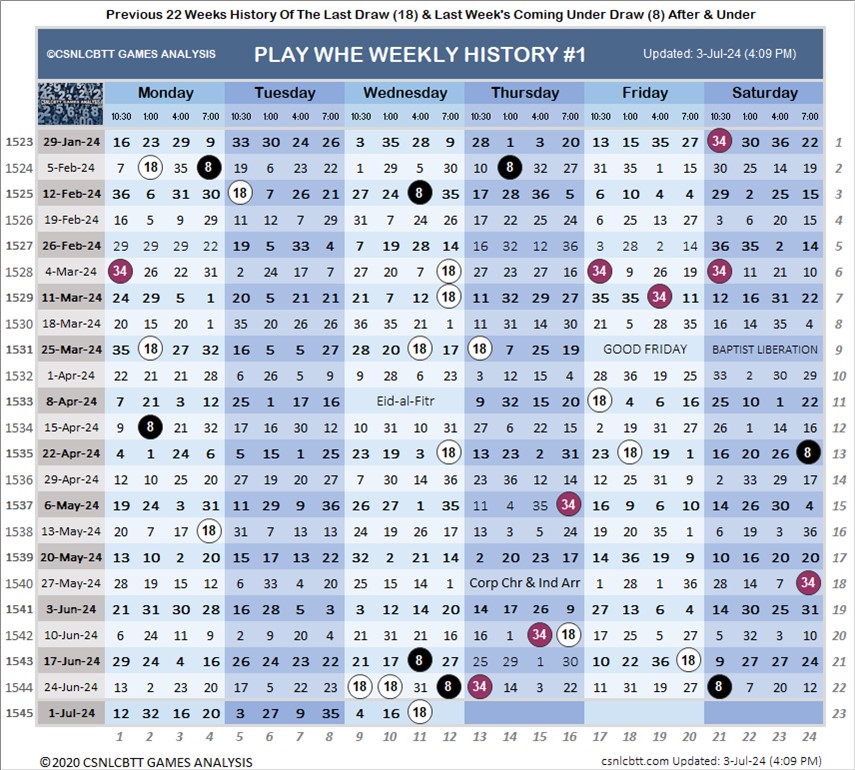 Previous 22 Weeks History Of The Last Draw (18) & Last Week's Coming Under Draw (8) After & Under
©CSNLCBTT GAMES ANALYSIS PLAY WHE WEEKLY HISTORY #1 Updated: 3-Jul-24 (4:09 PM)
Monday Tuesday Wednesday Thursday Friday Saturday
10:30 1:00 4:00 7:00 10:30 1:00 4:00 7:00 10:30 1:00 4:00 7:00 10:30 1:00 4:00 7:00 10:30 1:00 4:00 7:00 10:30 1:00 4:00 7:00
1523 29-Jan-24 16 23 29 9 33 30 24 26 3 35 28 9 28 1 3 20 13 15 35 27 34 30 36 22 1
1524 5-Feb-24 7 18 35 8 19 6 23 22 1 29 5 30 10 8 32 27 31 35 1 15 30 25 14 19 2
1525 12-Feb-24 36 6 31 30 18 7 26 21 27 24 8 35 17 28 36 5 6 10 4 4 29 2 25 15 3
1526 19-Feb-24 16 5 9 29 11 12 7 29 31 7 24 26 17 22 25 24 6 25 13 27 3 6 20 15 4
1527 26-Feb-24 29 29 29 22 19 5 33 4 7 19 28 14 16 32 12 36 3 28 2 14 36 35 2 14 5
1528 4-Mar-24 34 26 22 31 2 24 17 7 27 20 7 18 27 23 27 16 34 9 26 19 34 11 21 10 6
1529 11-Mar-24 24 29 5 1 20 5 21 21 21 7 12 18 11 32 29 27 35 35 34 11 12 16 31 22 7
1530 18-Mar-24 20 15 20 1 35 20 26 26 36 35 21 1 11 31 14 30 21 5 28 35 16 14 35 4 8
1531 25-Mar-24 35 18 27 32 16 5 5 27 28 20 18 17 18 7 25 19 GOOD FRIDAY BAPTIST LIBERATION 9
1532 1-Apr-24 22 21 21 28 6 26 5 9 9 28 6 23 3 12 15 4 28 36 19 25 33 2 30 29 10
1533 8-Apr-24 7 21 3 12 25 1 17 16 Eid-al-Fitr 9 32 15 20 18 4 6 16 25 10 1 22 11
1534 15-Apr-24 9 8 21 32 17 16 30 12 10 31 10 31 27 6 22 15 2 19 31 27 26 1 14 16 12
1535 22-Apr-24 4 1 24 6 5 15 1 25 23 19 3 18 13 23 2 31 23 18 19 1 16 20 26 8 13
1536 29-Apr-24 12 10 25 20 27 19 20 27 7 30 14 36 23 36 12 14 25 12 9 14 2 33 29 17 14
1537 6-May-24 19 24 3 31 11 29 9 36 26 27 1 35 11 4 35 34 16 9 6 10 14 26 30 4 15
1538 13-May-24 20 7 17 18 31 7 13 13 24 19 26 17 13 3 5 24 19 20 35 1 6 19 3 36 16
1539 20-May-24 13 10 2 20 15 17 13 22 32 2 21 14 2 20 23 17 14 36 19 9 10 16 20 20 17
1540 27-May-24 28 19 15 12 6 33 4 20 25 15 14 1 Corp Chr & Ind Arr 1 28 1 36 28 14 7 34 18
1541 3-Jun-24 21 31 30 28 16 28 5 3 3 12 14 20 14 17 26 9 27 13 6 4 14 30 25 31 19
1542 10-Jun-24 6 24 11 9 2 9 20 4 21 31 21 16 16 1 34 18 17 25 5 27 5 32 3 10 20
1543 17-Jun-24 29 24 4 16 26 24 23 22 21 17 8 27 25 29 1 30 10 22 36 18 9 27 27 24 21
1544 24-Jun-24 13 2 23 20 17 5 22 23 18 18 31 8 34 14 3 22 11 31 19 27 8 7 20 12 22
1545 1-Jul-24 12 32 16 20 3 27 9 35 4 16 18 23
1 2 3 4 5 6 7 8 9 10 11 12 13 14 15 16 17 18 19 20 21 22 23 24
©2020 CSNLCBTT GAMES ANALYSIS csnlcbtt.com Updated: 3-Jul-24 (4:09 PM)